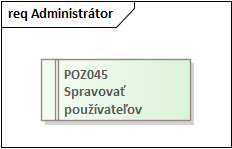 req Administrátor
POZ045
Spravovať
používateľov